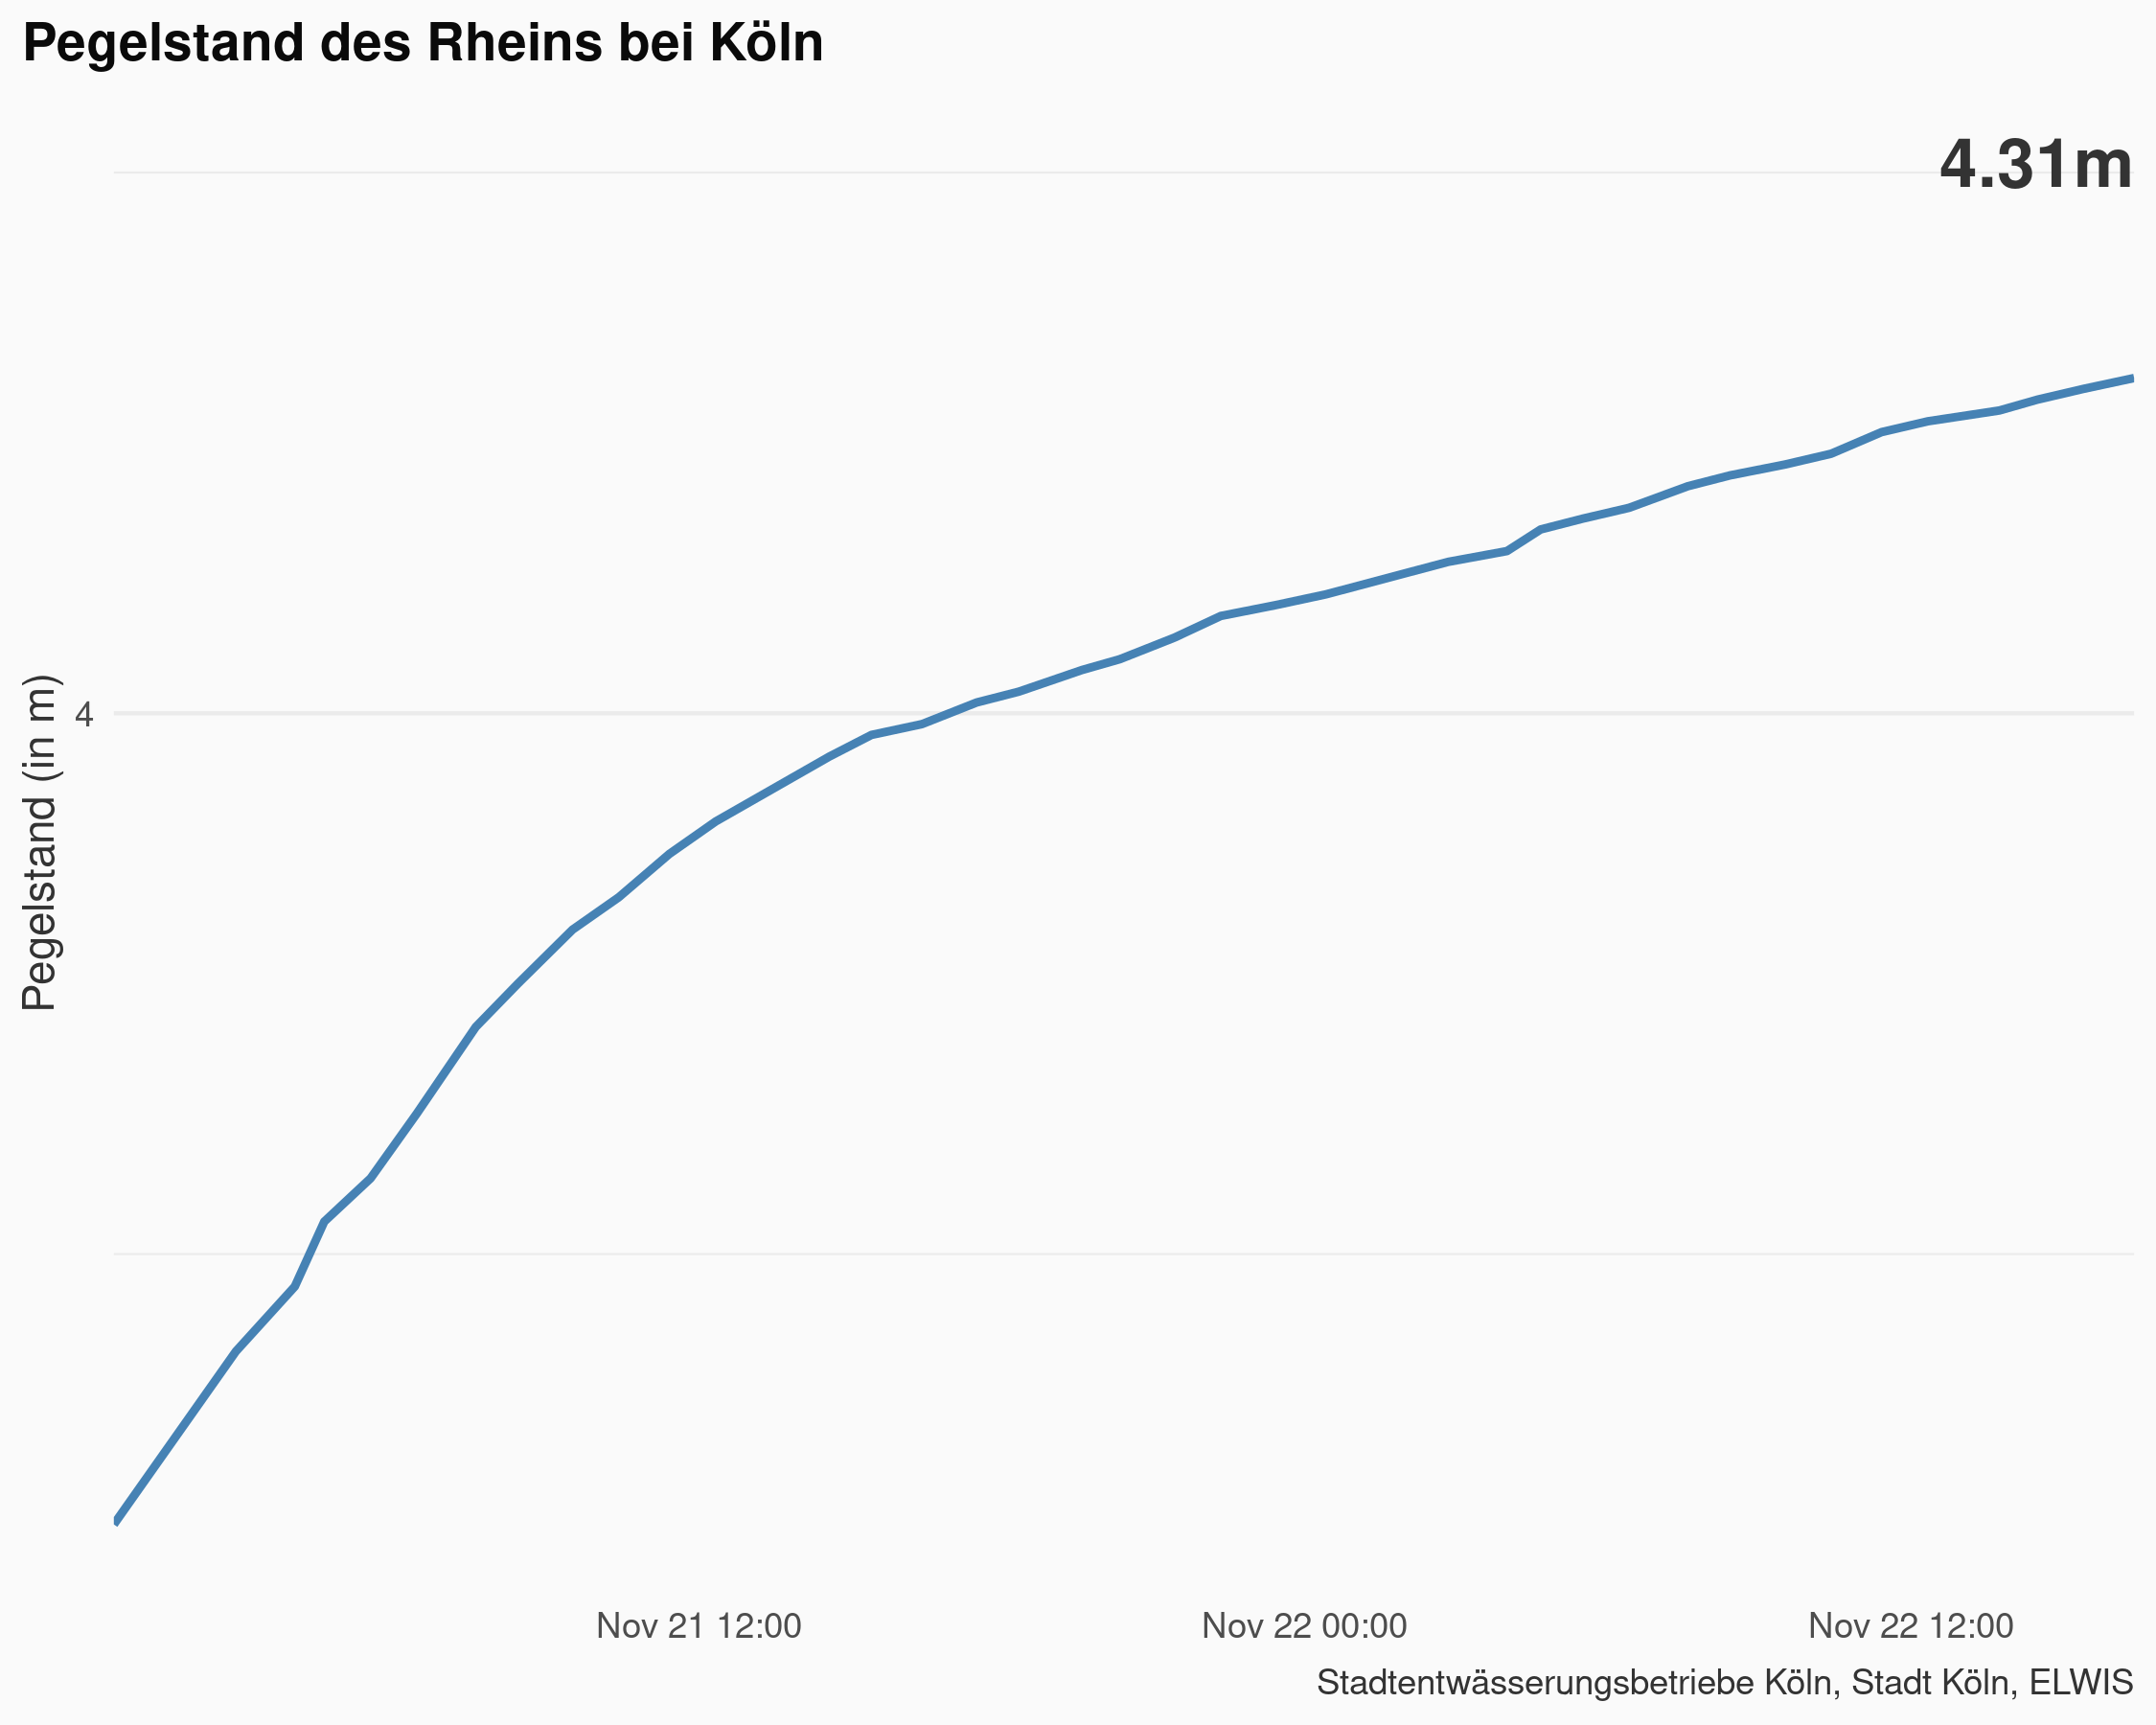 Pegelstand des Rheins bei Köln
4.31m
Pegelstand (in m)
4
Nov 21 12:00
Nov 22 00:00
Nov 22 12:00
Stadtentwässerungsbetriebe Köln, Stadt Köln, ELWIS